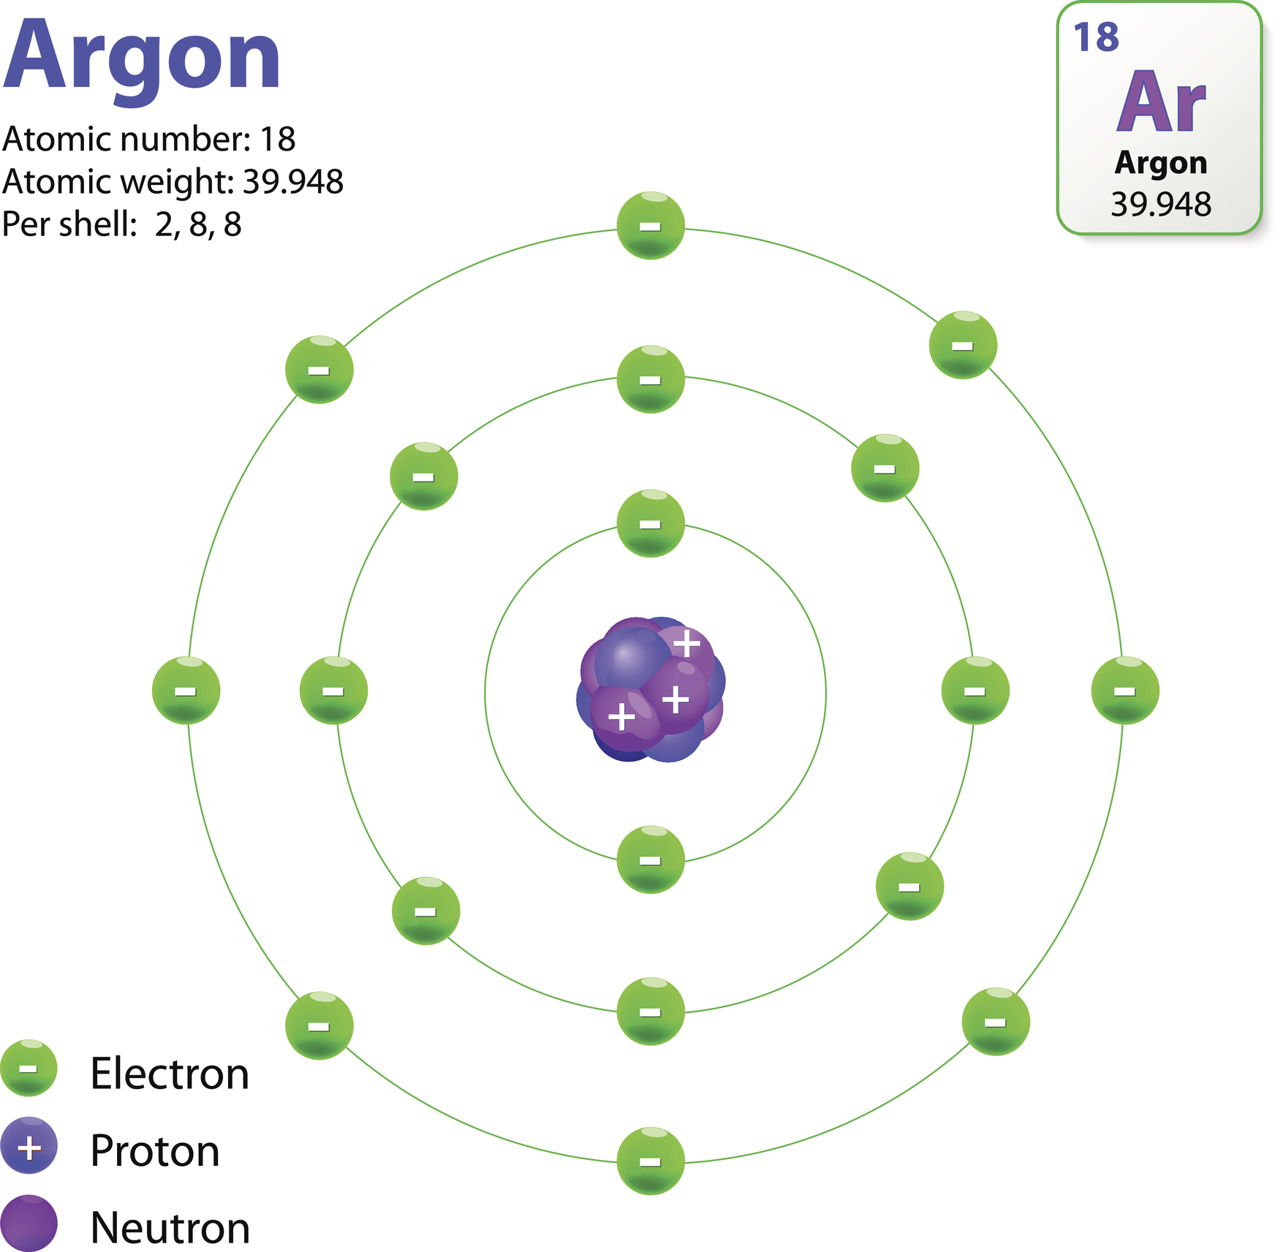 Argon
Atomic number: 18
Atomic weight: 39.948
Per shell: 2, 8, 8
18
Ar
Argon
39.948
-
-
-
-
-
-
-
-
-
-
+
+
+
-
-
-
-
-
-
-
-
- Electron
+ Proton
Neutron